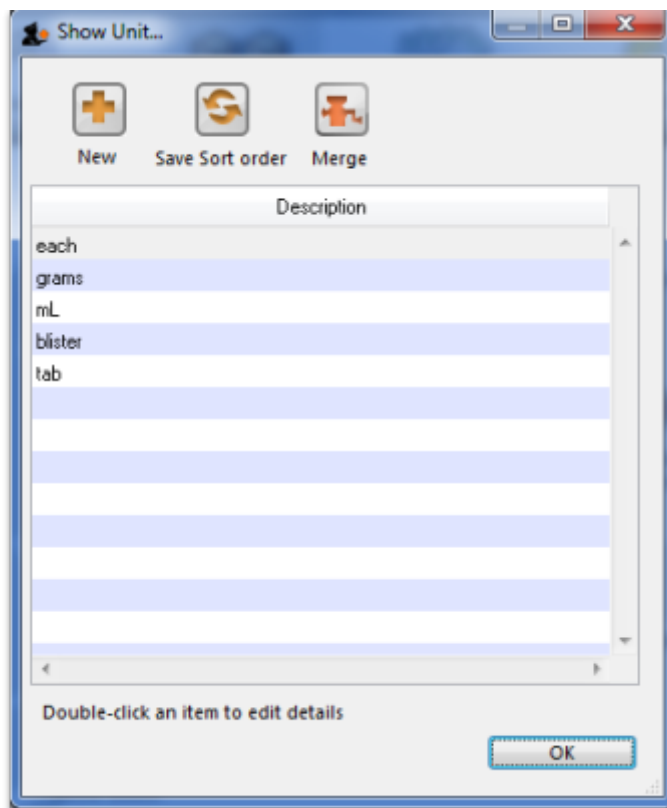 Show Unit...
New Save Sort order Merge
Description
each
grams
mL
blister
tab
Double-click an item to edit details
OK